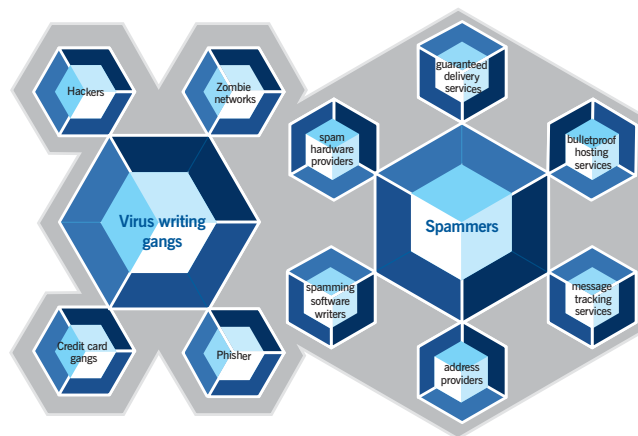 Hackers
Zombie
networks
Virus writing
gangs
Credit card
gangs
Phisher
guaranteed
delivery
services
spam
hardware
providers
bulletproof
hosting
services
Spammers
spamming
software
writers
message
tracking
services
address
providers